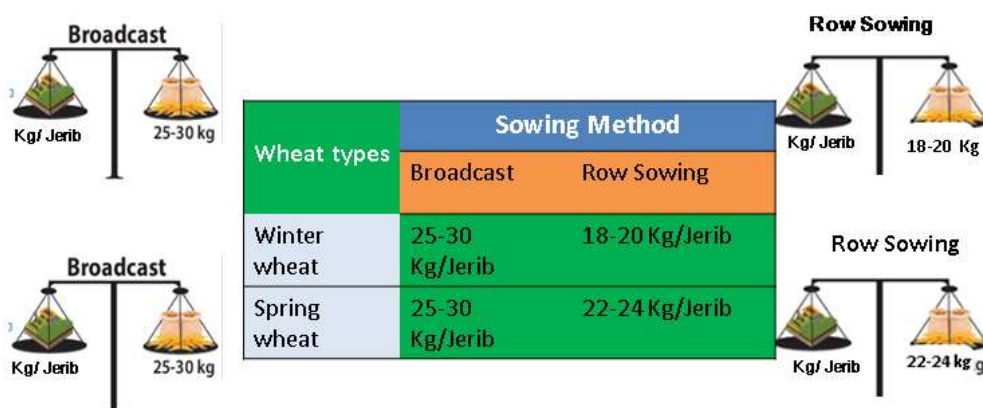 Broadcast
Kg/ Jerib
25-30 kg
Row Sowing
Kg/ Jerib
18-20 Kg
Wheat types
Sowing Method
Broadcast
Row Sowing
Winter
wheat
25-30
Kg/Jerib
18-20 Kg/Jerib
Spring
wheat
25-30
Kg/Jerib
22-24 Kg/Jerib
Broadcast
Kg/ Jerib
25-30 kg
Row Sowing
Kg/ Jerib
22-24 kg